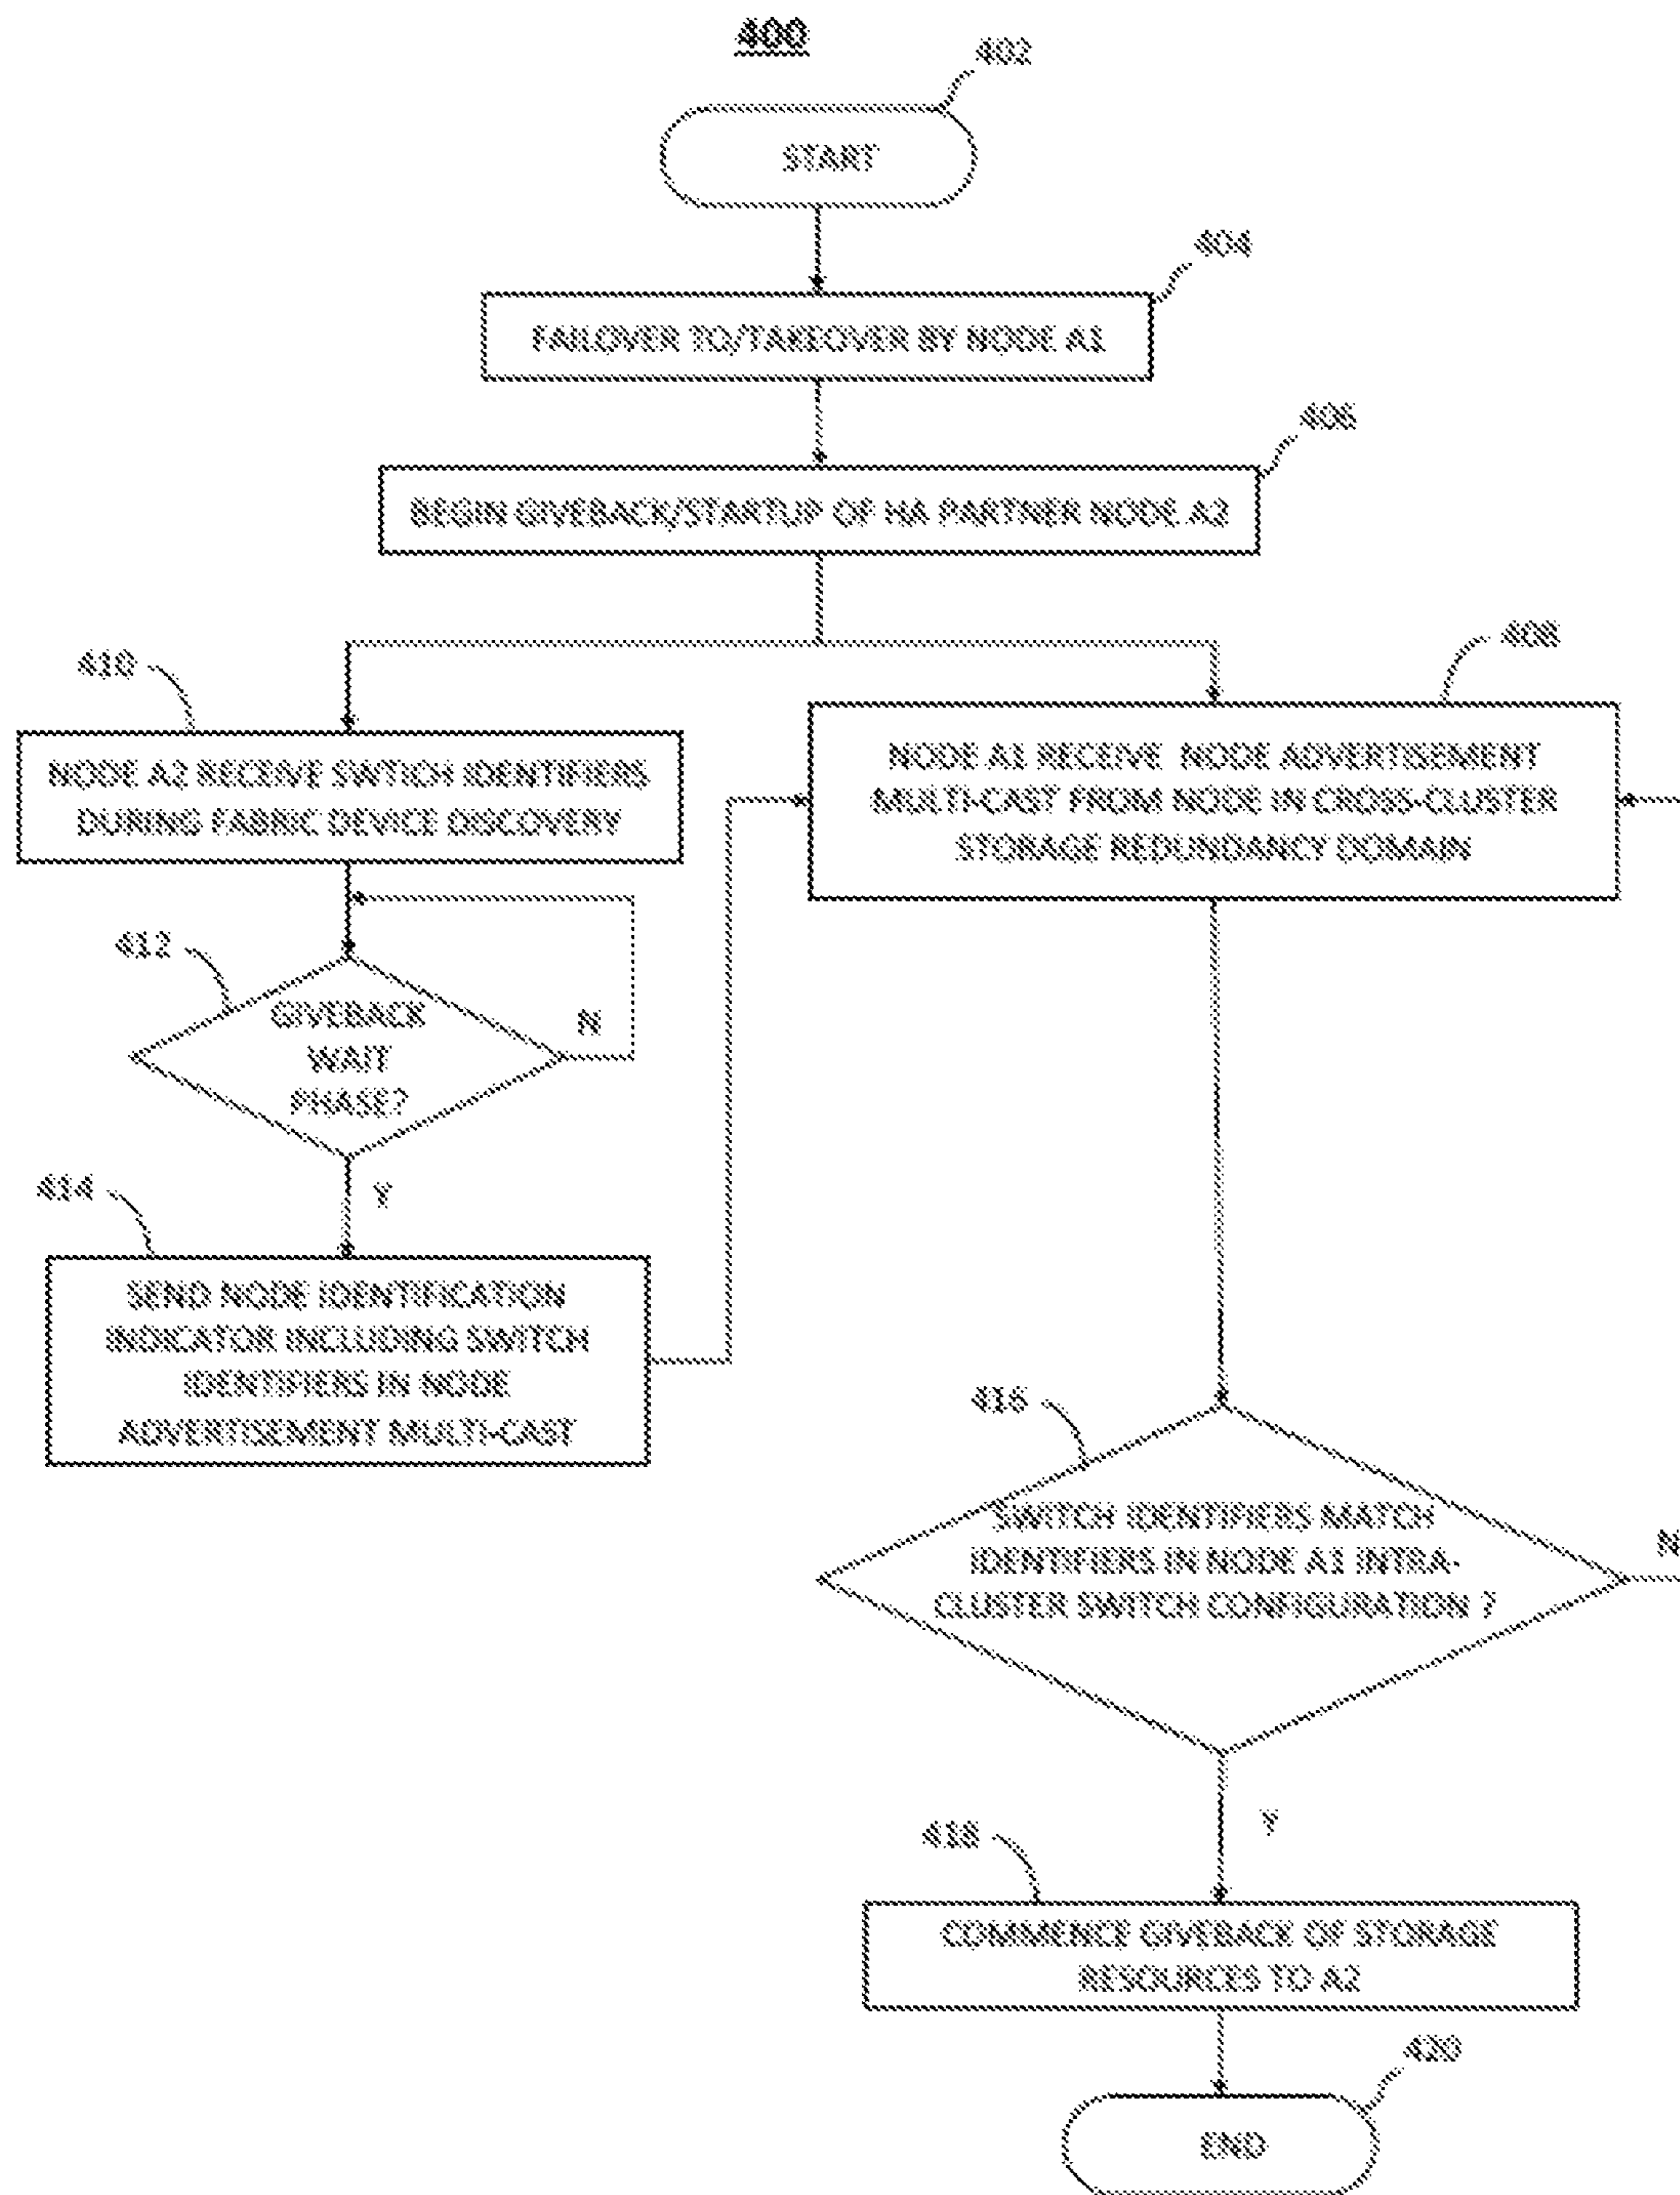 400
402
START
404
FAILOVER TO/TAKEOVER BY NODE A1
406
BEGIN GIVEBACK/STARTUP OF HA PARTNER NODE A2
410
NODE A2 RECEIVE SWTICH IDENTIFIERS
DURING FABRIC DEVICE DISCOVERY
408
NODE A1 RECEIVE NODE ADVERTISEMENT
MULTI-CAST FROM NODE IN CROSS-CLUSTER
STORAGE REDUNDANCY DOMAIN
412
GIVEBACK
WAIT
PHASE?
N
Y
414
SEND NODE IDENTIFICATION
INDICATOR INCLUDING SWITCH
IDENTIFIERS IN NODE
ADVERTISEMENT MULTI-CAST
416
SWITCH IDENTIFIERS MATCH
IDENTIFIERS IN NODE A1 INTRA-
CLUSTER SWITCH CONFIGURATION ?
N
Y
418
COMMENCE GIVEBACK OF STORAGE
RESOURCES TO A2
420
END